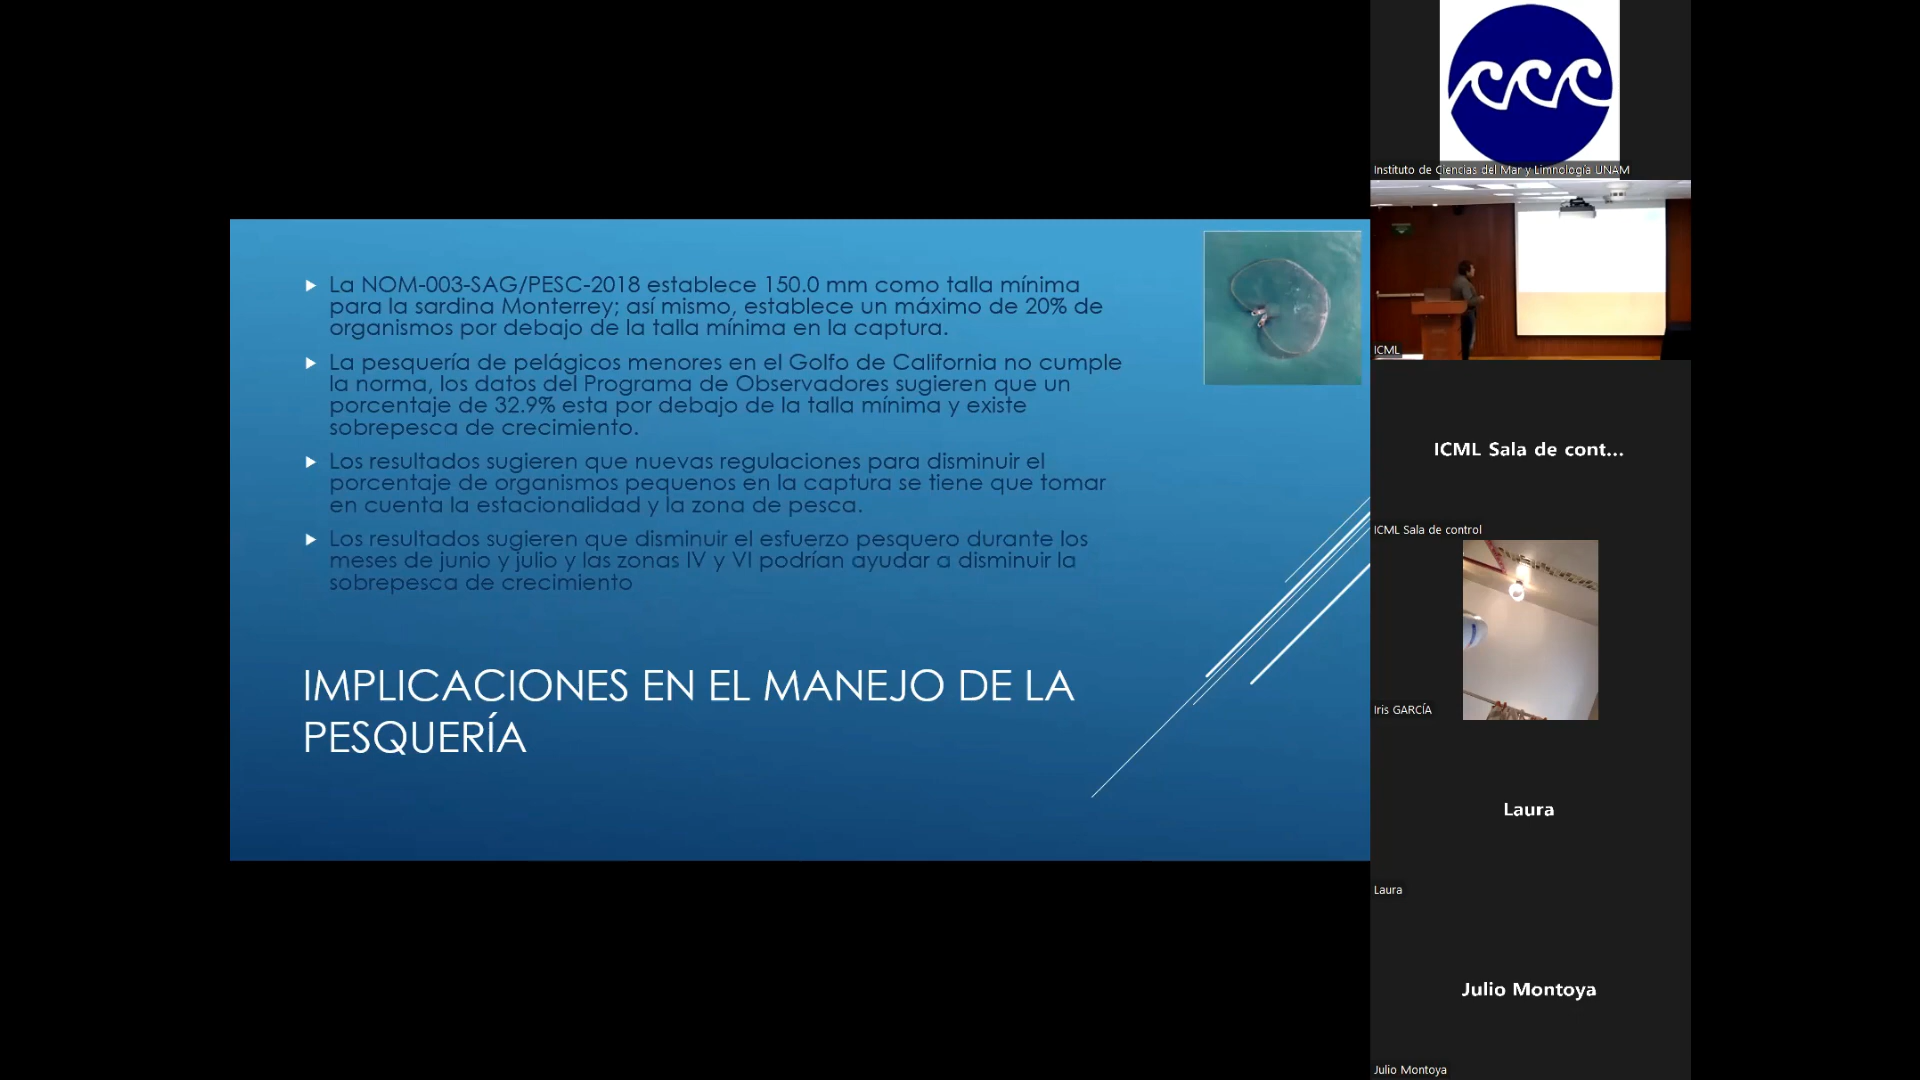 La NOM-003-SAG/PESC-2018 establece 150.0 mm como talla mínima
para la sardina Monterrey; así mismo, establece un máximo de 20% de
organismos por debajo de la talla mínima en la captura.
La pesquería de pelágicos menores en el Golfo de California no cumple
la norma, los datos del Programa de Observadores sugieren que un
porcentaje de 32.9% esta por debajo de la talla mínima y existe
sobrepesca de crecimiento.
Los resultados sugieren que nuevas regulaciones para disminuir el
porcentaje de organismos pequenos en la captura se tiene que tomar
en cuenta la estacionalidad y la zona de pesca.
Los resultados sugieren que disminuir el esfuerzo pesquero durante los
meses de junio y julio y las zonas IV y VI podrían ayudar a disminuir la
sobrepesca de crecimiento
IMPLICACIONES EN EL MANEJO DE LA
PESQUERÍA
Instituto de Ciencias del Mar y Limnología UNAM
ICML
ICML Sala de cont...
ICML Sala de control
Iris GARCÍA
Laura
Laura
Julio Montoya
Julio Montoya